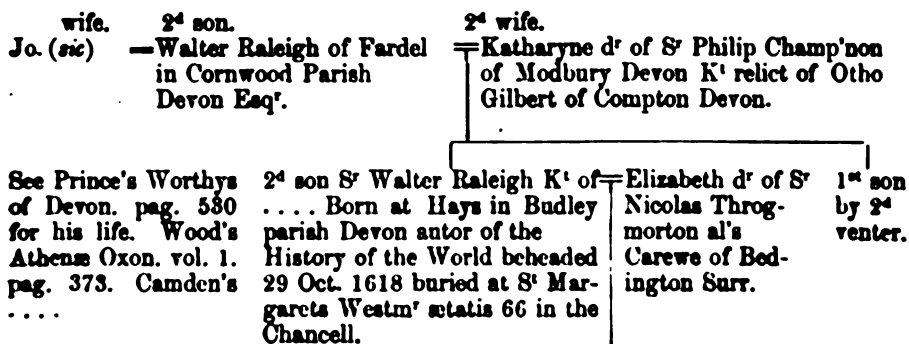 wife. 2ᵈ son. 2ᵈ wife.
Jo. (sic) Walter Raleigh of Fardel
in Cornwood Parish
Devon Esqʳ.
Katharyne dʳ of Sʳ Philip Champ'non
of Modbury Devon Kᵗ relict of Otho
Gilbert of Compton Devon.
See Prince's Worthys
of Devon. pag. 530
for his life. Wood's
Athenæ Oxon. vol. 1.
pag. 373. Camden's
. . . .
2ᵈ son Sʳ Walter Raleigh Kᵗ of
. . . . Born at Hays in Budley
parish Devon autor of the
History of the World beheaded
29 Oct. 1618 buried at Sᵗ Mar-
garets Westmʳ ætatis 66 in the
Chancell.
Elizabeth dʳ of Sʳ
Nicolas Throg-
morton al's
Carewe of Bed-
ington Surr.
1ˢᵗ son
by 2ᵈ
venter.